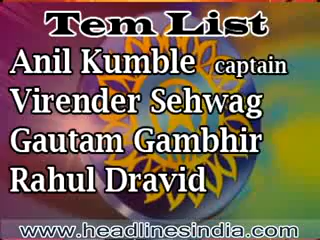 Tem List
Anil Kumble captain
Virender Sehwag
Gautam Gambhir
Rahul Dravid
www.headlinesindia.com